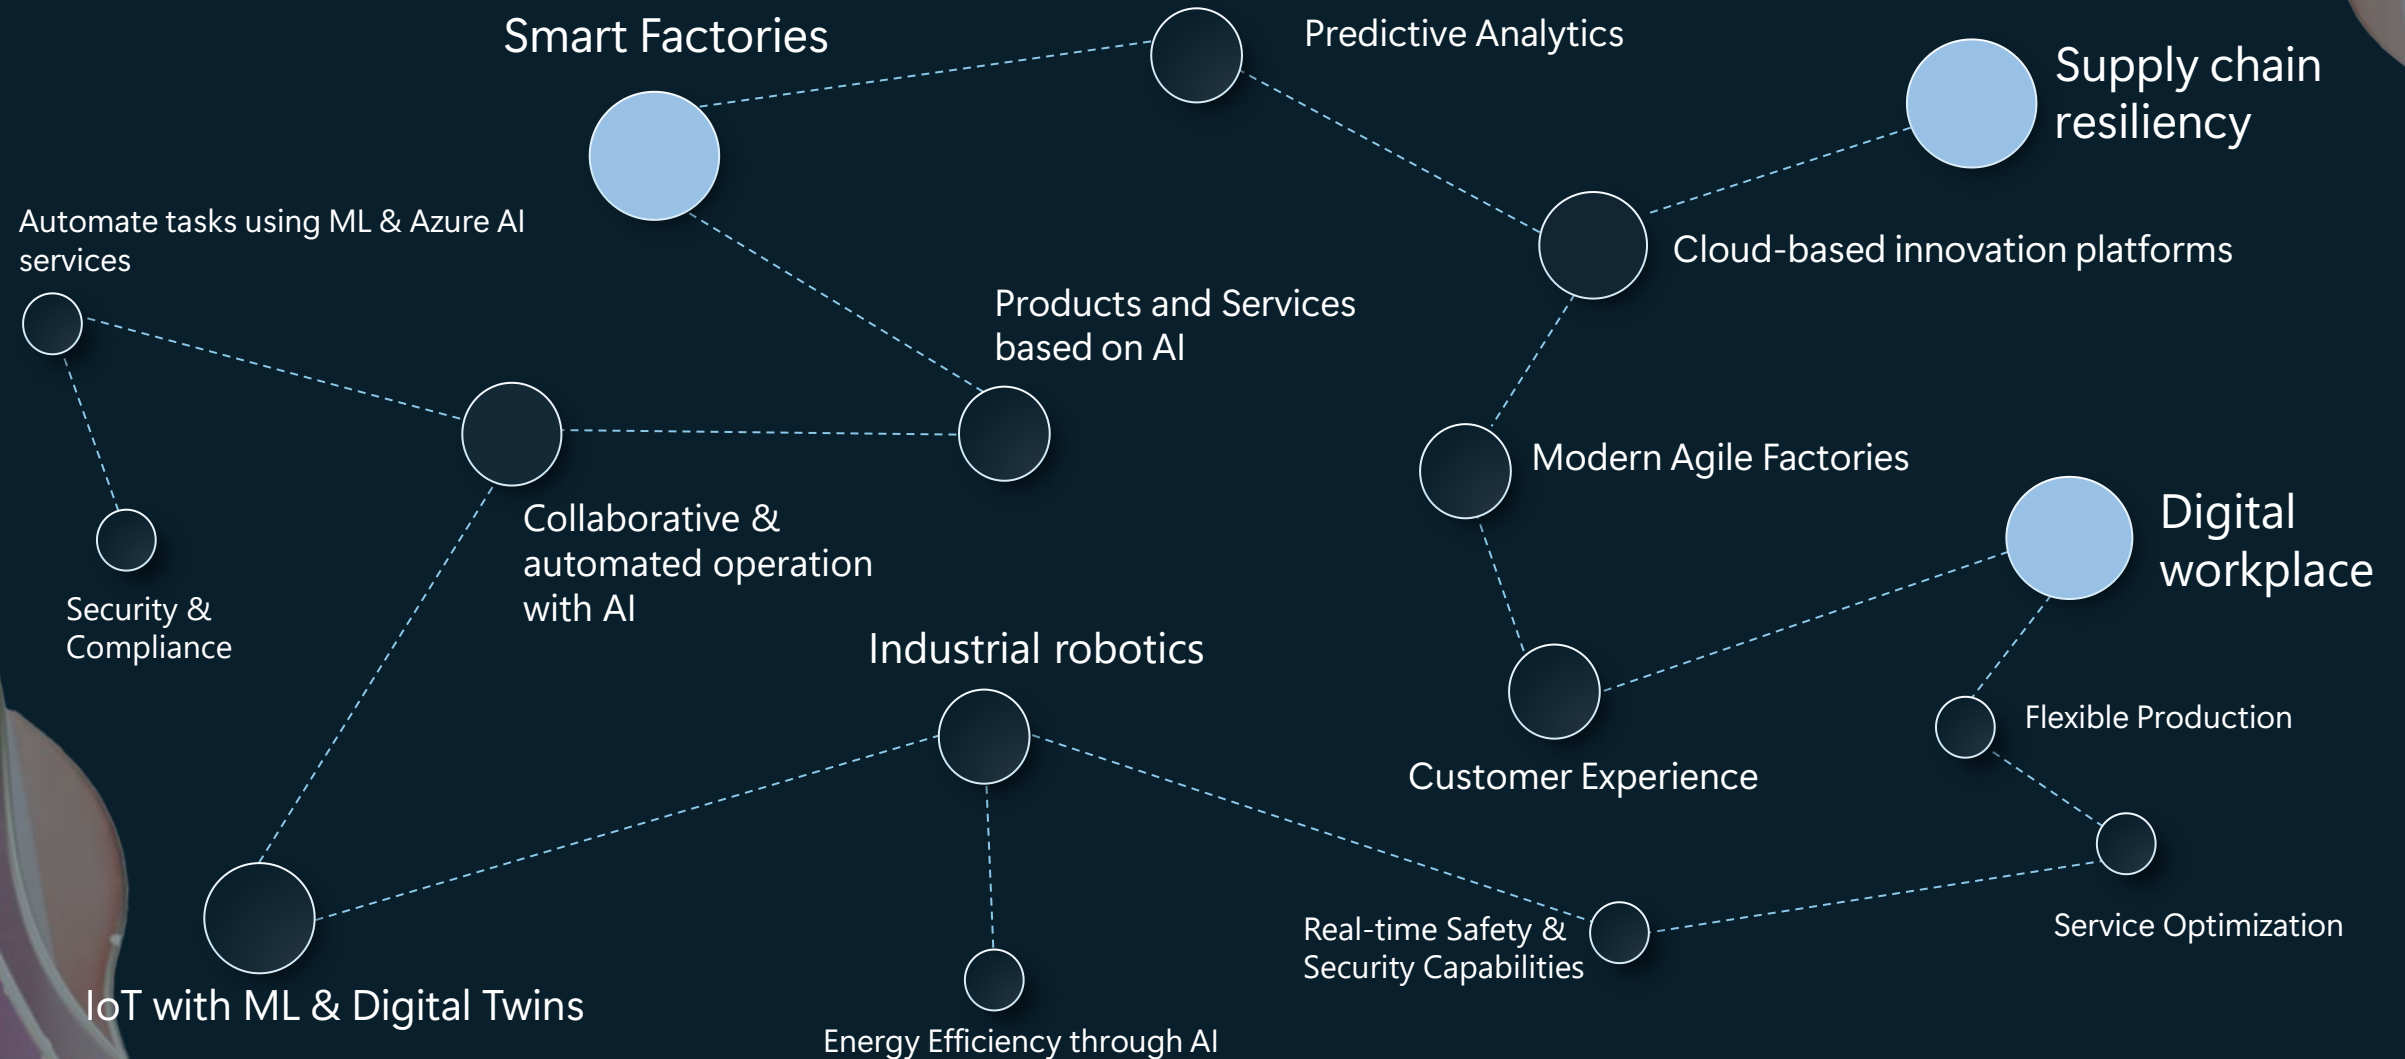 Smart Factories
Predictive Analytics
Supply chain
resiliency
Automate tasks using ML & Azure AI
services
Cloud-based innovation platforms
Products and Services
based on AI
Modern Agile Factories
Collaborative &
automated operation
with AI
Digital
workplace
Security &
Compliance
Industrial robotics
Flexible Production
Customer Experience
Real-time Safety &
Security Capabilities
Service Optimization
IoT with ML & Digital Twins
Energy Efficiency through AI